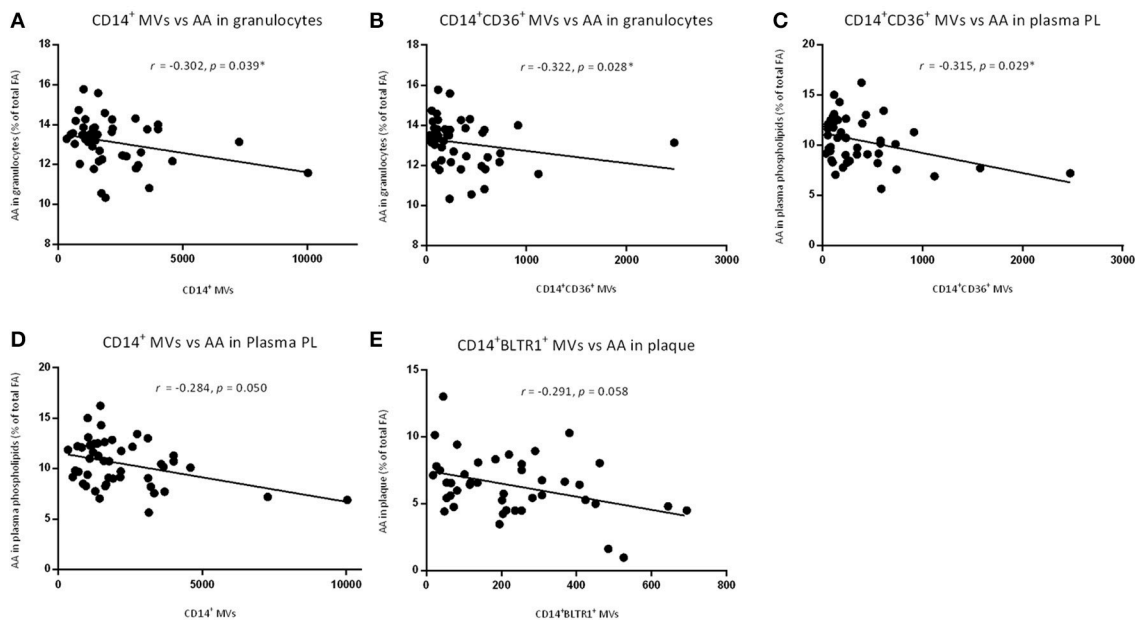 A
CD14+ MVs vs AA in granulocytes
r = -0.302, p = 0.039*
AA in granulocytes (% of total FA)
18
16
14
12
10
8
0
5000
10000
CD14+ MVs
B
CD14+CD36+ MVs vs AA in granulocytes
r = -0.322, p = 0.028*
AA in granulocytes (% of total FA)
18
16
14
12
10
8
0
1000
2000
3000
CD14+CD36+ MVs
C
CD14+CD36+ MVs vs AA in plasma PL
r = -0.315, p = 0.029*
AA in plasma phospholipids (% of total FA)
20
15
10
5
0
0
1000
2000
3000
CD14+CD36+ MVs
D
CD14+ MVs vs AA in Plasma PL
r = -0.284, p = 0.050
AA in plasma phospholipids (% of total FA)
20
15
10
5
0
0
5000
10000
CD14+ MVs
E
CD14+BLTR1+ MVs vs AA in plaque
r = -0.291, p = 0.058
AA in plaque (% of total FA)
15
10
5
0
0
200
400
600
800
CD14+BLTR1+ MVs